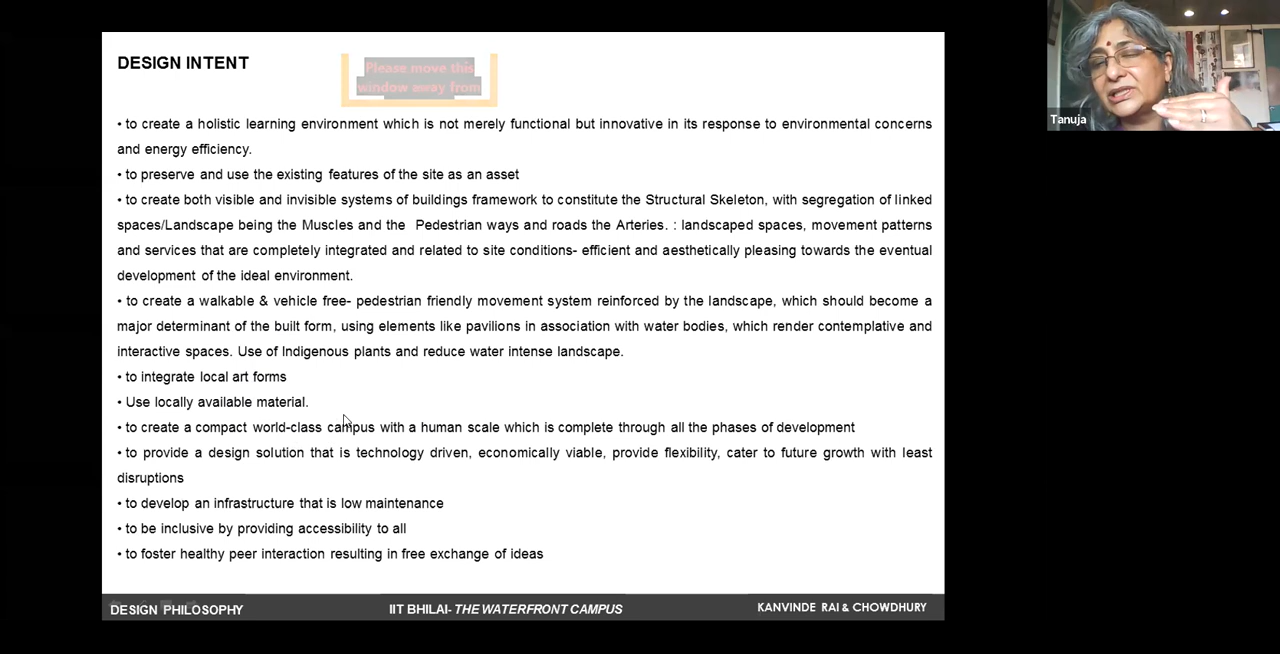 DESIGN INTENT
Please move this
window away from
• to create a holistic learning environment which is not merely functional but innovative in its response to environmental concerns
and energy efficiency.
• to preserve and use the existing features of the site as an asset
• to create both visible and invisible systems of buildings framework to constitute the Structural Skeleton, with segregation of linked
spaces/Landscape being the Muscles and the Pedestrian ways and roads the Arteries. : landscaped spaces, movement patterns
and services that are completely integrated and related to site conditions- efficient and aesthetically pleasing towards the eventual
development of the ideal environment.
• to create a walkable & vehicle free- pedestrian friendly movement system reinforced by the landscape, which should become a
major determinant of the built form, using elements like pavilions in association with water bodies, which render contemplative and
interactive spaces. Use of Indigenous plants and reduce water intense landscape.
• to integrate local art forms
• Use locally available material.
• to create a compact world-class campus with a human scale which is complete through all the phases of development
• to provide a design solution that is technology driven, economically viable, provide flexibility, cater to future growth with least
disruptions
• to develop an infrastructure that is low maintenance
• to be inclusive by providing accessibility to all
• to foster healthy peer interaction resulting in free exchange of ideas
DESIGN PHILOSOPHY
IIT BHILAI- THE WATERFRONT CAMPUS
KANVINDE RAI & CHOWDHURY
Tanuja